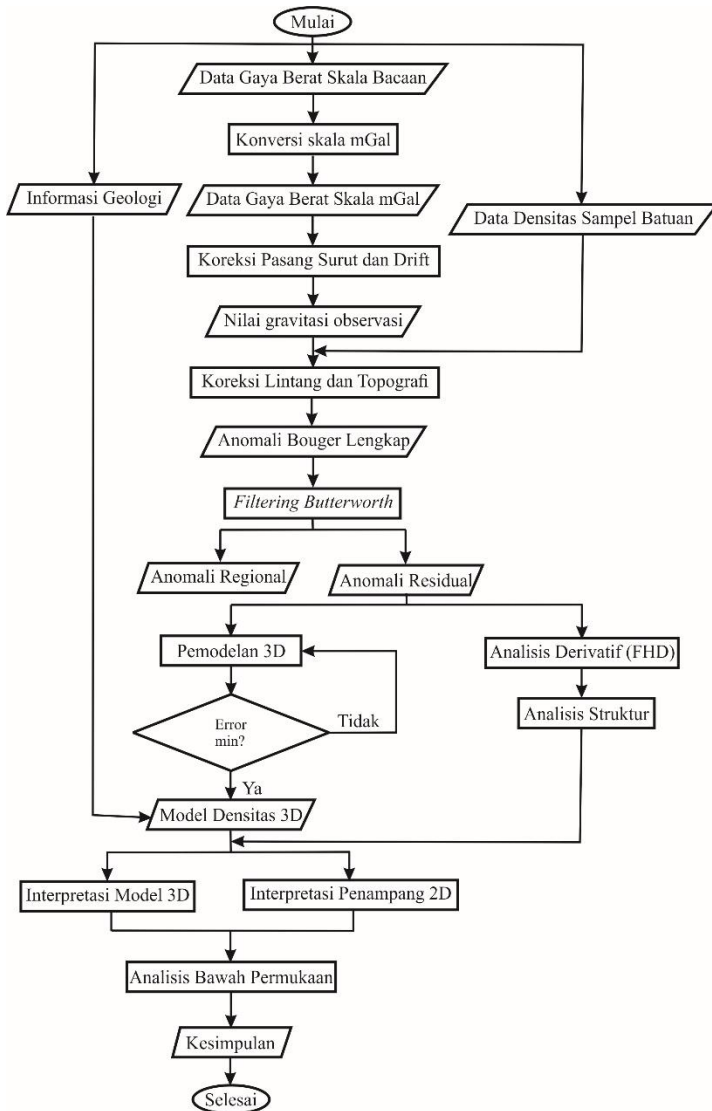 Mulai
Data Gaya Berat Skala Bacaan
Konversi skala mGal
Informasi Geologi
Data Gaya Berat Skala mGal
Data Densitas Sampel Batuan
Koreksi Pasang Surut dan Drift
Nilai gravitasi observasi
Koreksi Lintang dan Topografi
Anomali Bouger Lengkap
Filtering Butterworth
Anomali Regional
Anomali Residual
Pemodelan 3D
Analisis Derivatif (FHD)
Error
min?
Tidak
Analisis Struktur
Ya
Model Densitas 3D
Interpretasi Model 3D
Interpretasi Penampang 2D
Analisis Bawah Permukaan
Kesimpulan
Selesai